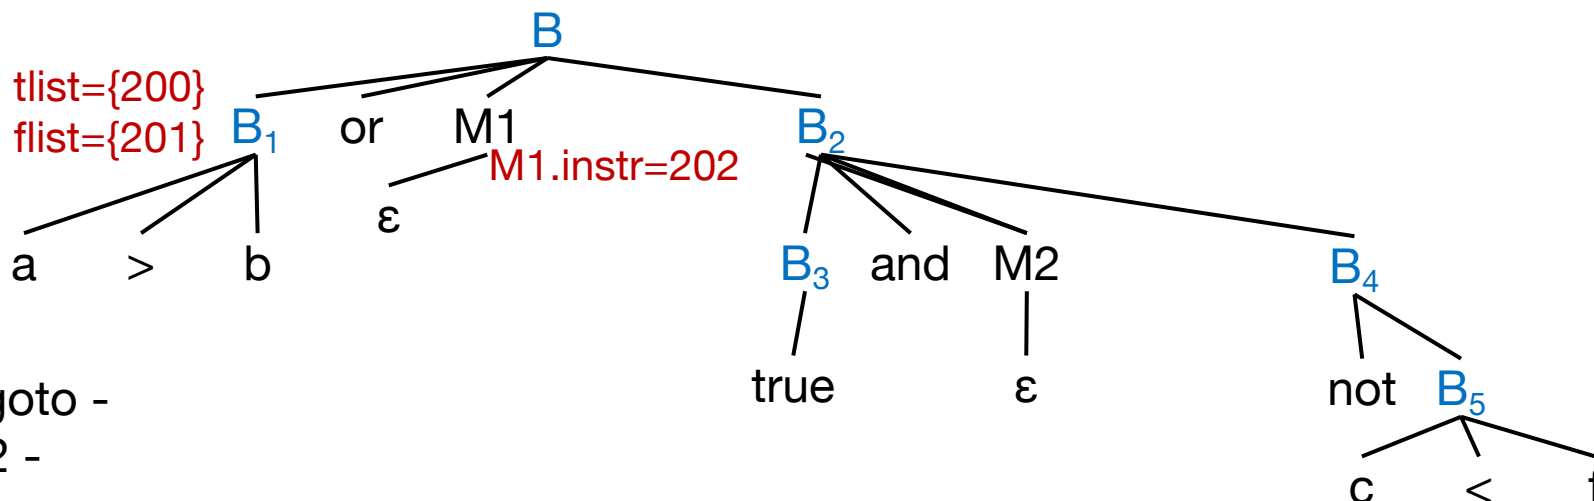 B
tlist={200}
flist={201}
B₁ or M1 B₂
M1.instr=202
ε
a > b B₃ and M2 B₄
true ε not B₅
goto -
2 -
c <